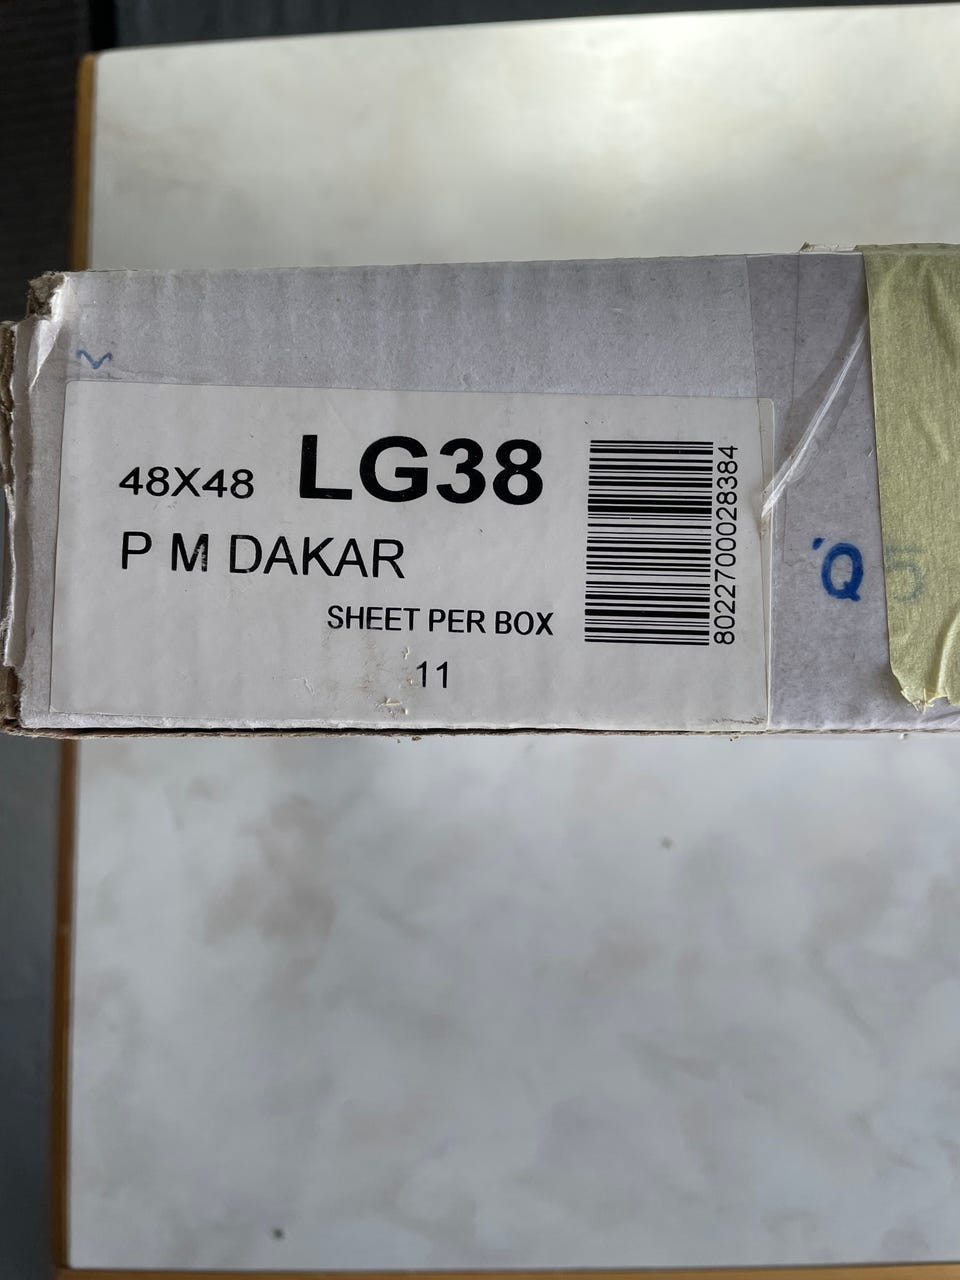 48X48 LG38
P M DAKAR
SHEET PER BOX
11
8022700028384
Q